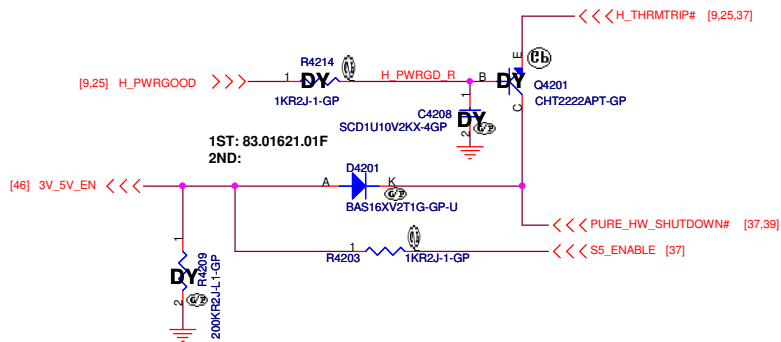 H_THRMTRIP# [9,25,37]
E
R4214
[9,25] H_PWRGOOD
1
DY
H_PWRGD_R
B
DY
Q4201
1KR2J-1-GP
CHT2222APT-GP
1
C
C4208
DY
SCD1U10V2KX-4GP
2
G/P
1ST: 83.01621.01F
2ND:
D4201
[46] 3V_5V_EN
A
K
G/P
BAS16XV2T1G-GP-U
PURE_HW_SHUTDOWN# [37,39]
1
S5_ENABLE [37]
R4203
1KR2J-1-GP
1
DY
R4209
200KR2J-L1-GP
2
G/P